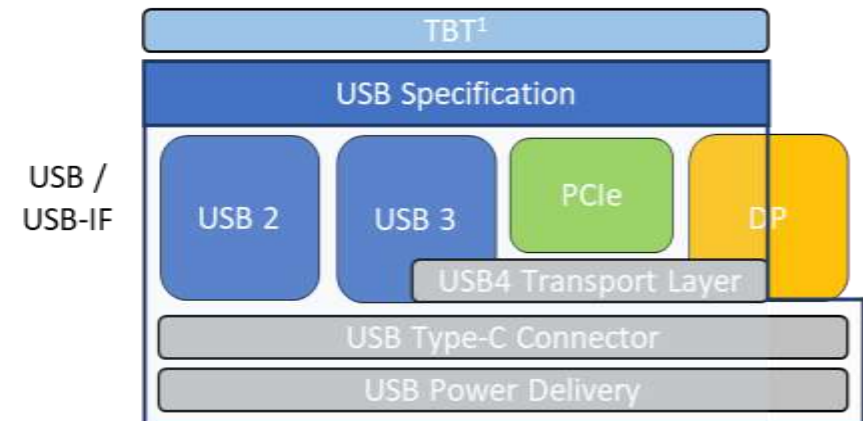 TBT¹
USB Specification
USB /
USB-IF
USB 2
USB 3
PCIe
DP
USB4 Transport Layer
USB Type-C Connector
USB Power Delivery